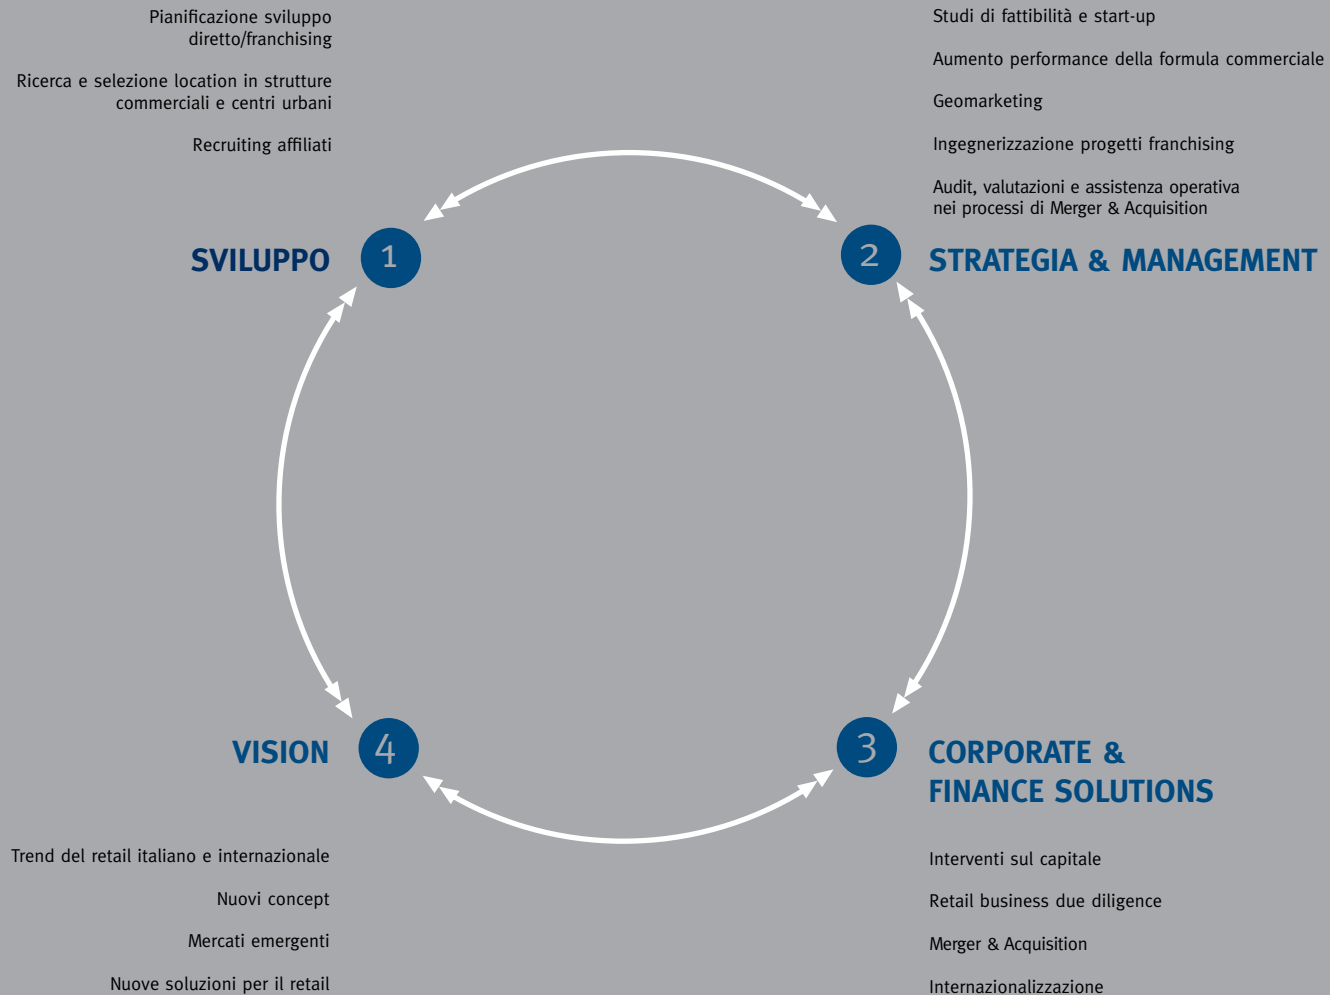 Pianificazione sviluppo
diretto/franchising
Ricerca e selezione location in strutture
commerciali e centri urbani
Recruiting affiliati
SVILUPPO
1
Studi di fattibilità e start-up
Aumento performance della formula commerciale
Geomarketing
Ingegnerizzazione progetti franchising
Audit, valutazioni e assistenza operativa
nei processi di Merger & Acquisition
2
STRATEGIA & MANAGEMENT
VISION
4
Trend del retail italiano e internazionale
Nuovi concept
Mercati emergenti
Nuove soluzioni per il retail
3
CORPORATE &
FINANCE SOLUTIONS
Interventi sul capitale
Retail business due diligence
Merger & Acquisition
Internazionalizzazione